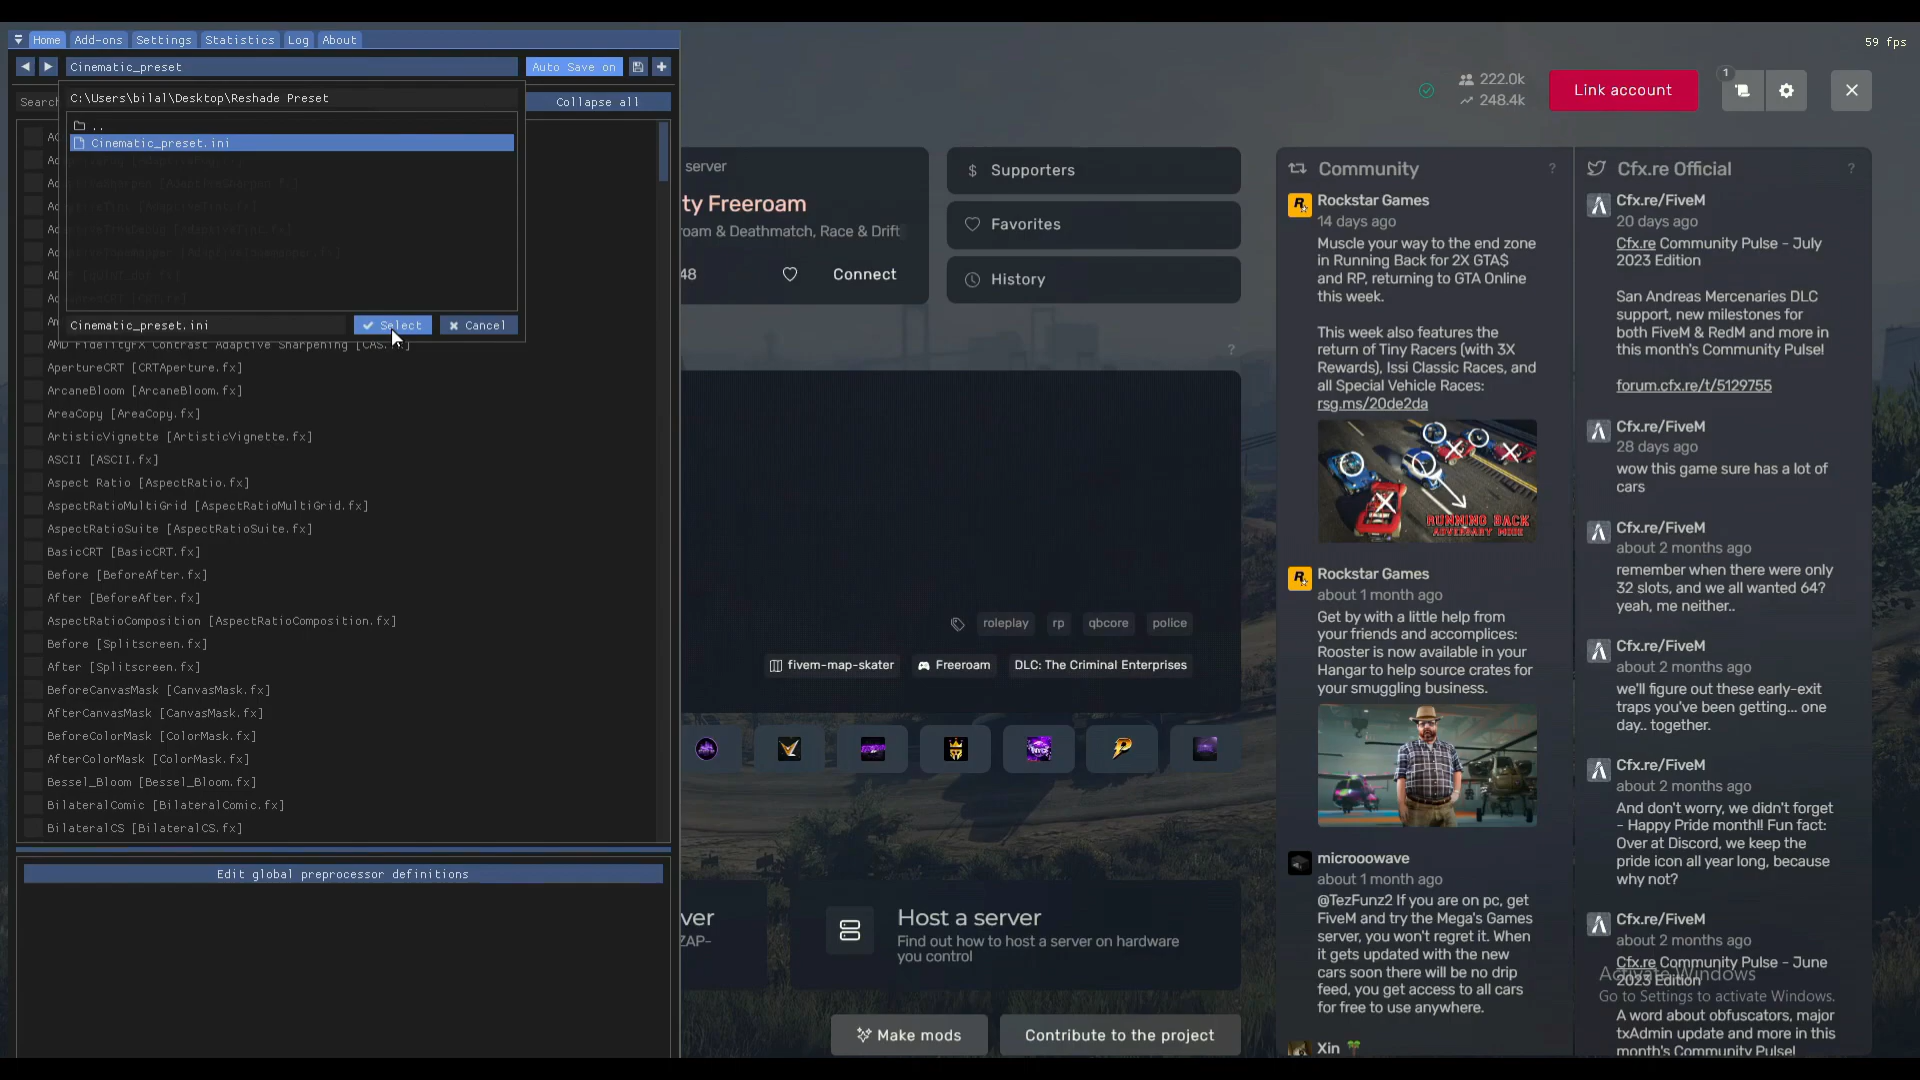 Home
Add-ons
Settings
Statistics
Log
About
59 fps
Cinematic_preset
Auto Save on
C:\Users\bilal\Desktop\Reshade Preset
Search
Collapse all
..
Cinematic_preset.ini
Cinematic_preset.ini
Select
Cancel
AMD FidelityFX Contrast Adaptive Sharpening [CAS.fx]
ApertureCRT [CRTAperture.fx]
ArcaneBloom [ArcaneBloom.fx]
AreaCopy [AreaCopy.fx]
ArtisticVignette [ArtisticVignette.fx]
ASCII [ASCII.fx]
Aspect Ratio [AspectRatio.fx]
AspectRatioMultiGrid [AspectRatioMultiGrid.fx]
AspectRatioSuite [AspectRatioSuite.fx]
BasicCRT [BasicCRT.fx]
Before [BeforeAfter.fx]
After [BeforeAfter.fx]
AspectRatioComposition [AspectRatioComposition.fx]
Before [Splitscreen.fx]
After [Splitscreen.fx]
BeforeCanvasMask [CanvasMask.fx]
AfterCanvasMask [CanvasMask.fx]
BeforeColorMask [ColorMask.fx]
AfterColorMask [ColorMask.fx]
Bessel_Bloom [Bessel_Bloom.fx]
BilateralComic [BilateralComic.fx]
BilateralCS [BilateralCS.fx]
Edit global preprocessor definitions
222.0k
248.4k
Link account
1
server
ty Freeroam
oam & Deathmatch, Race & Drift
48
Connect
Supporters
Favorites
History
?
roleplay
rp
qbcore
police
fivem-map-skater
Freeroam
DLC: The Criminal Enterprises
ver
ZAP-
Host a server
Find out how to host a server on hardware
you control
Make mods
Contribute to the project
Community
?
Rockstar Games
14 days ago
Muscle your way to the end zone
in Running Back for 2X GTA$
and RP, returning to GTA Online
this week.
This week also features the
return of Tiny Racers (with 3X
Rewards), Issi Classic Races, and
all Special Vehicle Races:
rsg.ms/20de2da
RUNNING BACK
ADVERSARY MODE
Rockstar Games
about 1 month ago
Get by with a little help from
your friends and accomplices:
Rooster is now available in your
Hangar to help source crates for
your smuggling business.
microoowave
about 1 month ago
@TezFunz2 If you are on pc, get
FiveM and try the Mega's Games
server, you won't regret it. When
it gets updated with the new
cars soon there will be no drip
feed, you get access to all cars
for free to use anywhere.
Xin
Cfx.re Official
?
Cfx.re/FiveM
20 days ago
Cfx.re Community Pulse - July
2023 Edition
San Andreas Mercenaries DLC
support, new milestones for
both FiveM & RedM and more in
this month's Community Pulse!
forum.cfx.re/t/5129755
Cfx.re/FiveM
28 days ago
wow this game sure has a lot of
cars
Cfx.re/FiveM
about 2 months ago
remember when there were only
32 slots, and we all wanted 64?
yeah, me neither..
Cfx.re/FiveM
about 2 months ago
we'll figure out these early-exit
traps you've been getting... one
day.. together.
Cfx.re/FiveM
about 2 months ago
And don't worry, we didn't forget
- Happy Pride month!! Fun fact:
Over at Discord, we keep the
pride icon all year long, because
why not?
Cfx.re/FiveM
about 2 months ago
Cfx.re Community Pulse - June
2023 Edition
A word about obfuscators, major
txAdmin update and more in this
month's Community Pulse!
Activate Windows
Go to Settings to activate Windows.